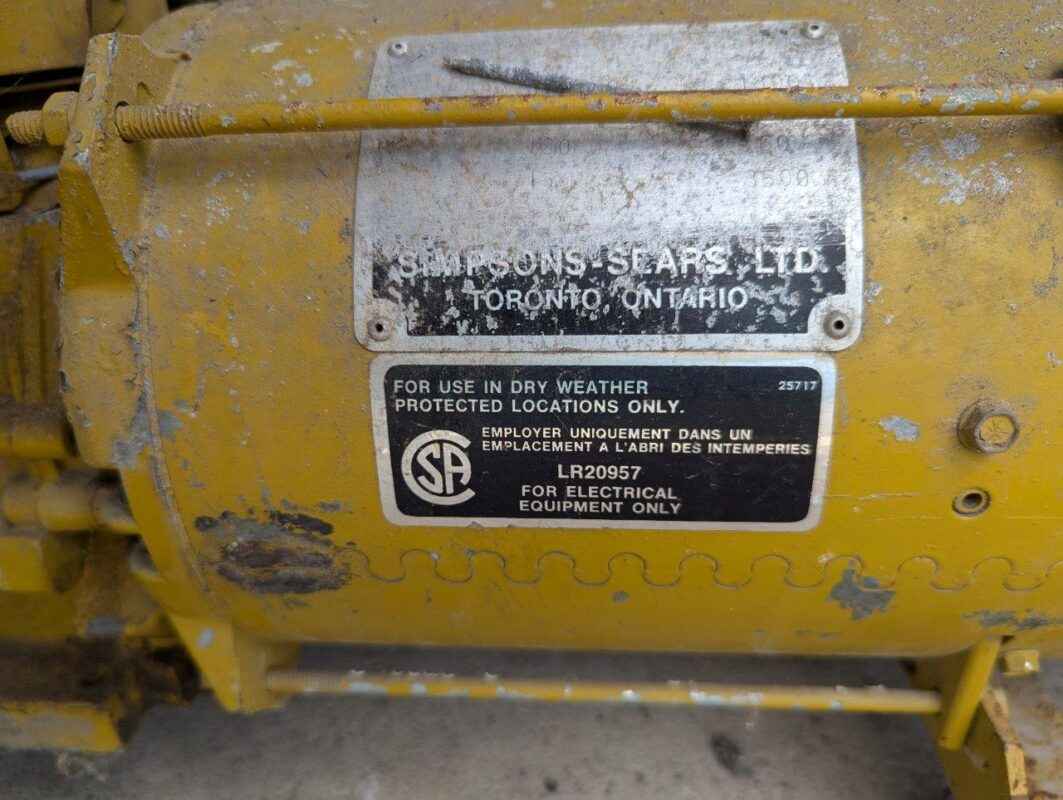 SIMPSONS-SEARS LTD.
TORONTO ONTARIO
FOR USE IN DRY WEATHER
25717
PROTECTED LOCATIONS ONLY.
EMPLOYER UNIQUEMENT DANS UN
EMPLACEMENT A L'ABRI DES INTEMPERIES
CSA
LR20957
FOR ELECTRICAL
EQUIPMENT ONLY